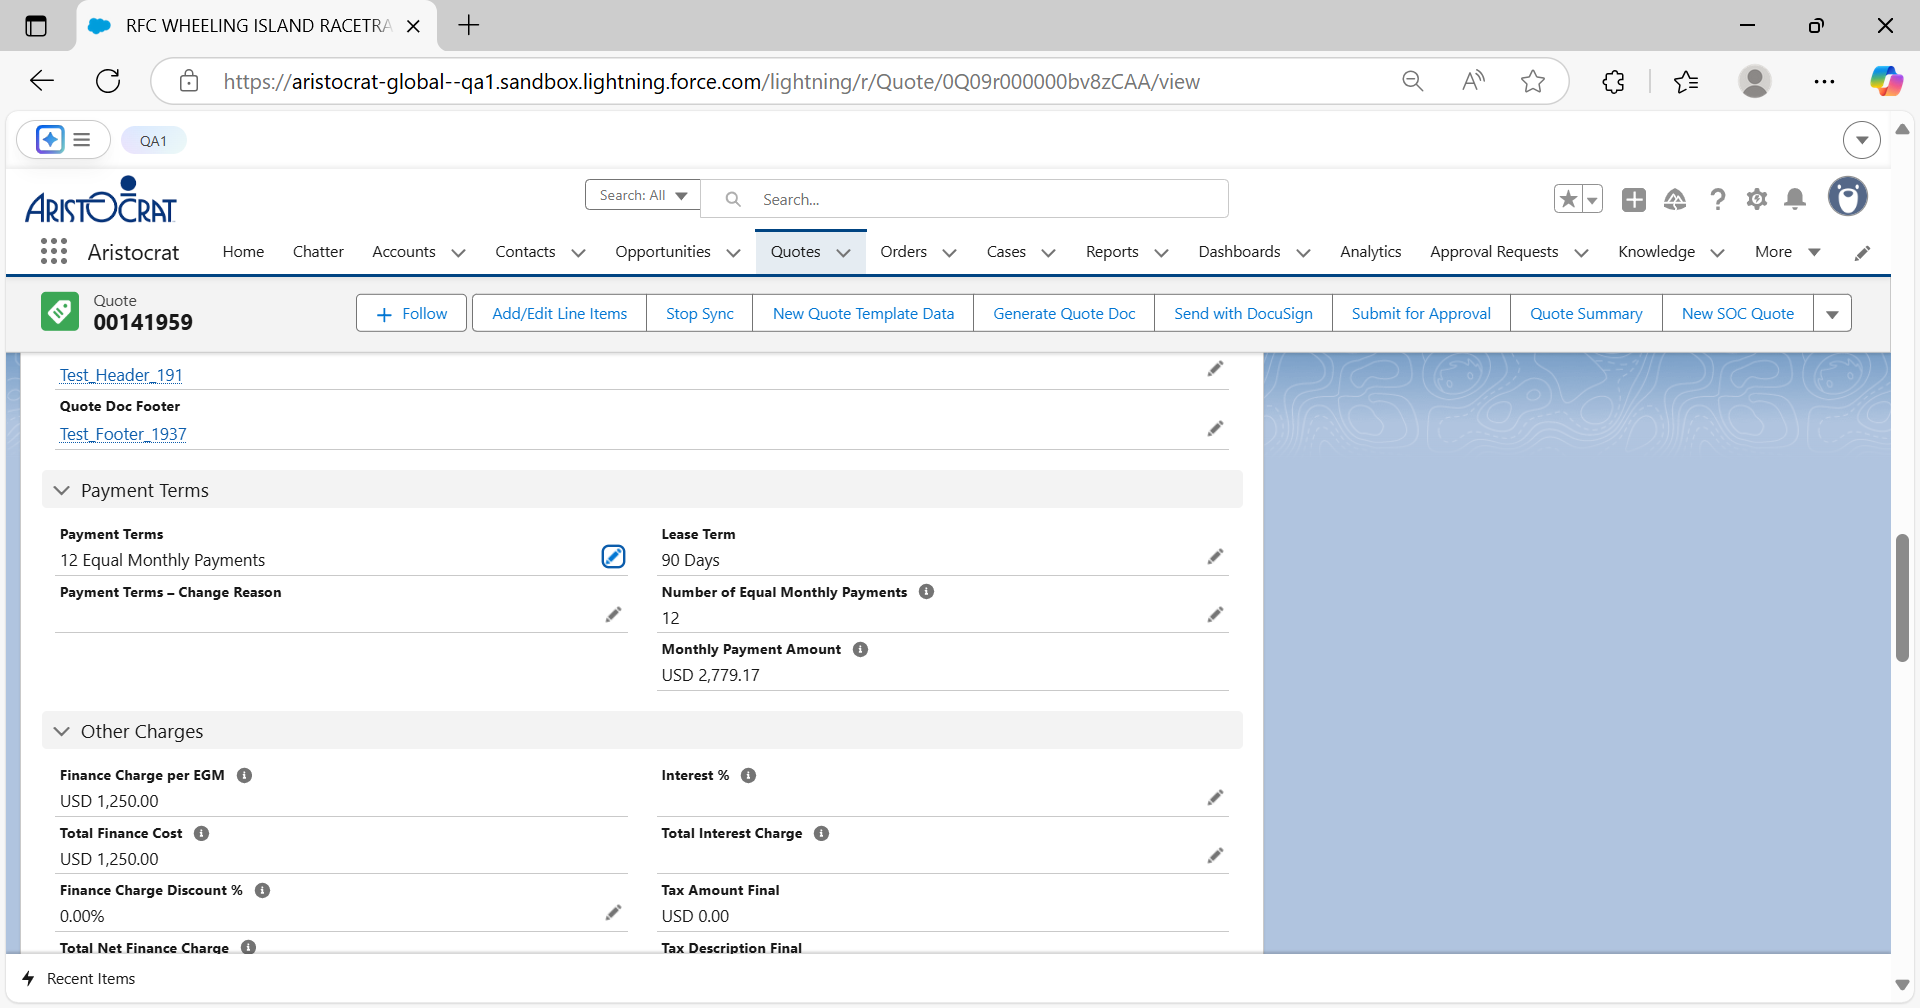 RFC WHEELING ISLAND RACETRA
https://aristocrat-global--qa1.sandbox.lightning.force.com/lightning/r/Quote/0Q09r000000bv8zCAA/view
QA1
ARISTOCRAT
Search: All
Search...
Aristocrat
Home Chatter Accounts Contacts Opportunities Quotes Orders Cases Reports Dashboards Analytics Approval Requests Knowledge More
Quote
00141959
Follow Add/Edit Line Items Stop Sync New Quote Template Data Generate Quote Doc Send with DocuSign Submit for Approval Quote Summary New SOC Quote
Test_Header_191
Quote Doc Footer
Test_Footer_1937
Payment Terms
Payment Terms
12 Equal Monthly Payments
Lease Term
90 Days
Payment Terms – Change Reason
Number of Equal Monthly Payments
12
Monthly Payment Amount
USD 2,779.17
Other Charges
Finance Charge per EGM
USD 1,250.00
Interest %
Total Finance Cost
USD 1,250.00
Total Interest Charge
Finance Charge Discount %
0.00%
Tax Amount Final
USD 0.00
Total Net Finance Charge
Tax Description Final
Recent Items